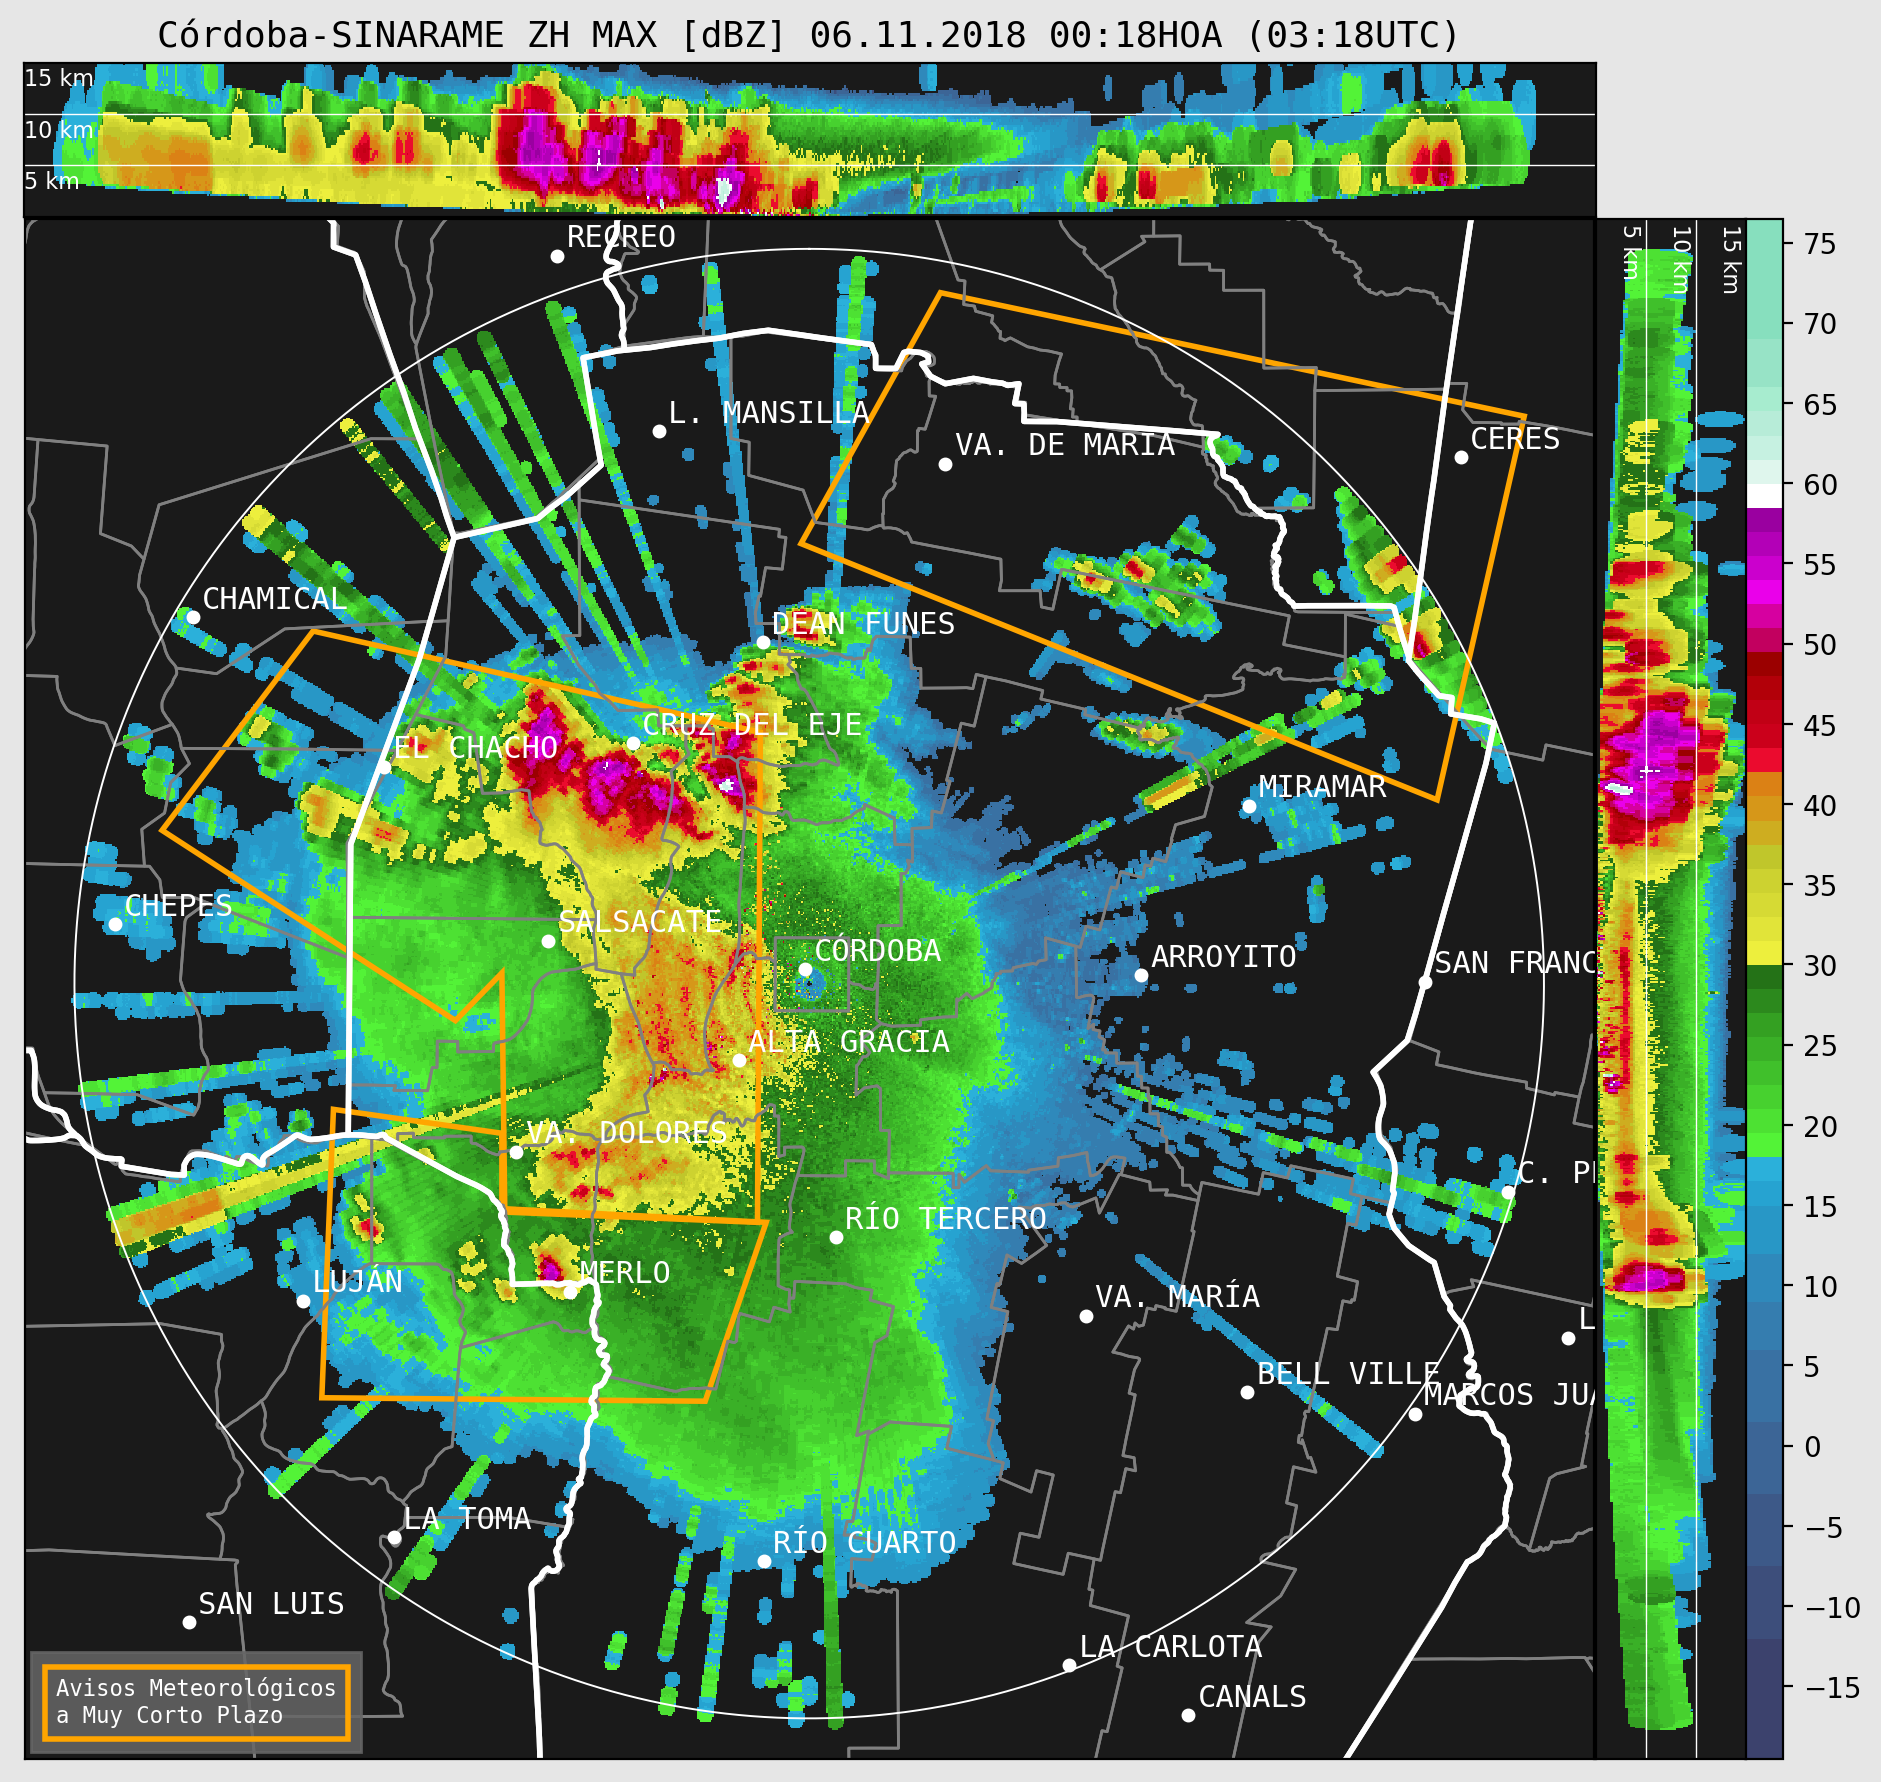 Córdoba-SINARAME ZH MAX [dBZ] 06.11.2018 00:18HOA (03:18UTC)
15 km
10 km
5 km
5 km
10 km
15 km
RECREO
L. MANSILLA
VA. DE MARIA
CERES
CHAMICAL
DEAN FUNES
CRUZ DEL EJE
EL CHACHO
MIRAMAR
CHEPES
SALSACATE
CÓRDOBA
ARROYITO
SAN FRANC
ALTA GRACIA
VA. DOLORES
C. PE
RÍO TERCERO
MERLO
LUJÁN
VA. MARÍA
L
BELL VILLE
MARCOS JUA
LA TOMA
RÍO CUARTO
SAN LUIS
LA CARLOTA
CANALS
Avisos Meteorológicos
a Muy Corto Plazo
75
70
65
60
55
50
45
40
35
30
25
20
15
10
5
0
−5
−10
−15